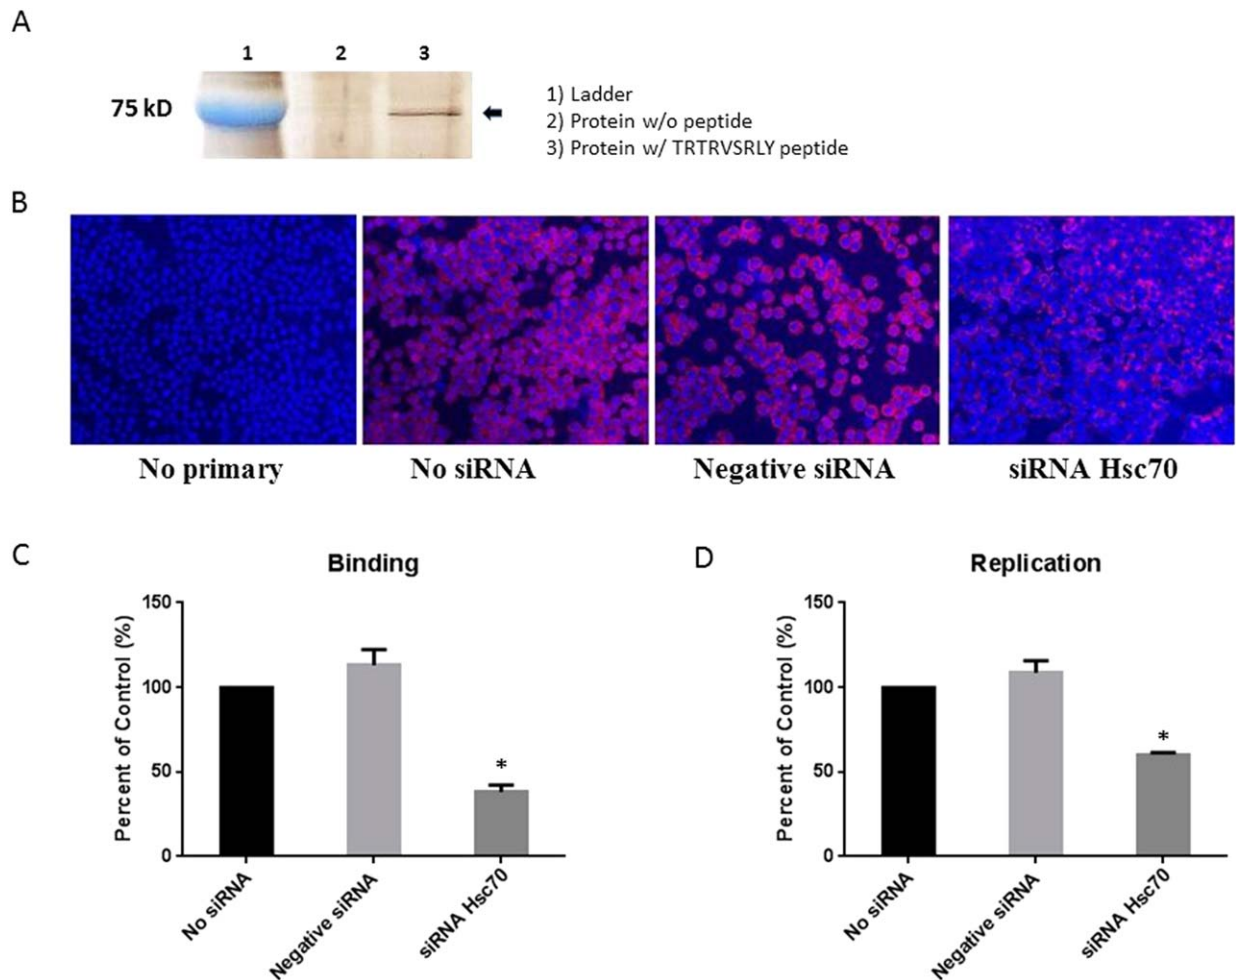 A
1 2 3
75 kD
1) Ladder
2) Protein w/o peptide
3) Protein w/ TRTRVSRLY peptide
B
No primary
No siRNA
Negative siRNA
siRNA Hsc70
C
Binding
Percent of Control (%)
150
100
50
0
*
No siRNA
Negative siRNA
siRNA Hsc70
D
Replication
Percent of Control (%)
150
100
50
0
*
No siRNA
Negative siRNA
siRNA Hsc70